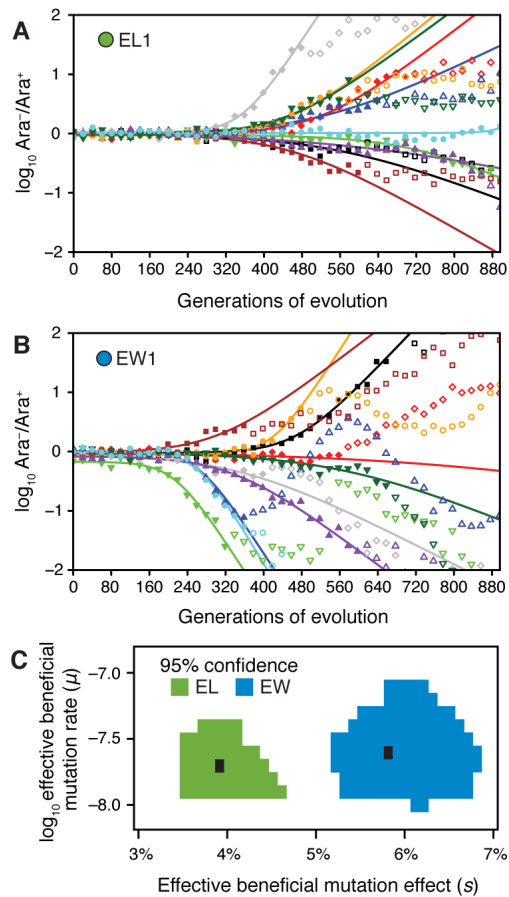 A
EL1
2
1
0
−1
−2
log10 Ara−/Ara+
0 80 160 240 320 400 480 560 640 720 800 880
Generations of evolution
B
EW1
2
1
0
−1
−2
log10 Ara−/Ara+
0 80 160 240 320 400 480 560 640 720 800 880
Generations of evolution
C
95% confidence
EL EW
−7.0
−7.5
−8.0
log10 effective beneficial
mutation rate (μ)
3% 4% 5% 6% 7%
Effective beneficial mutation effect (s)